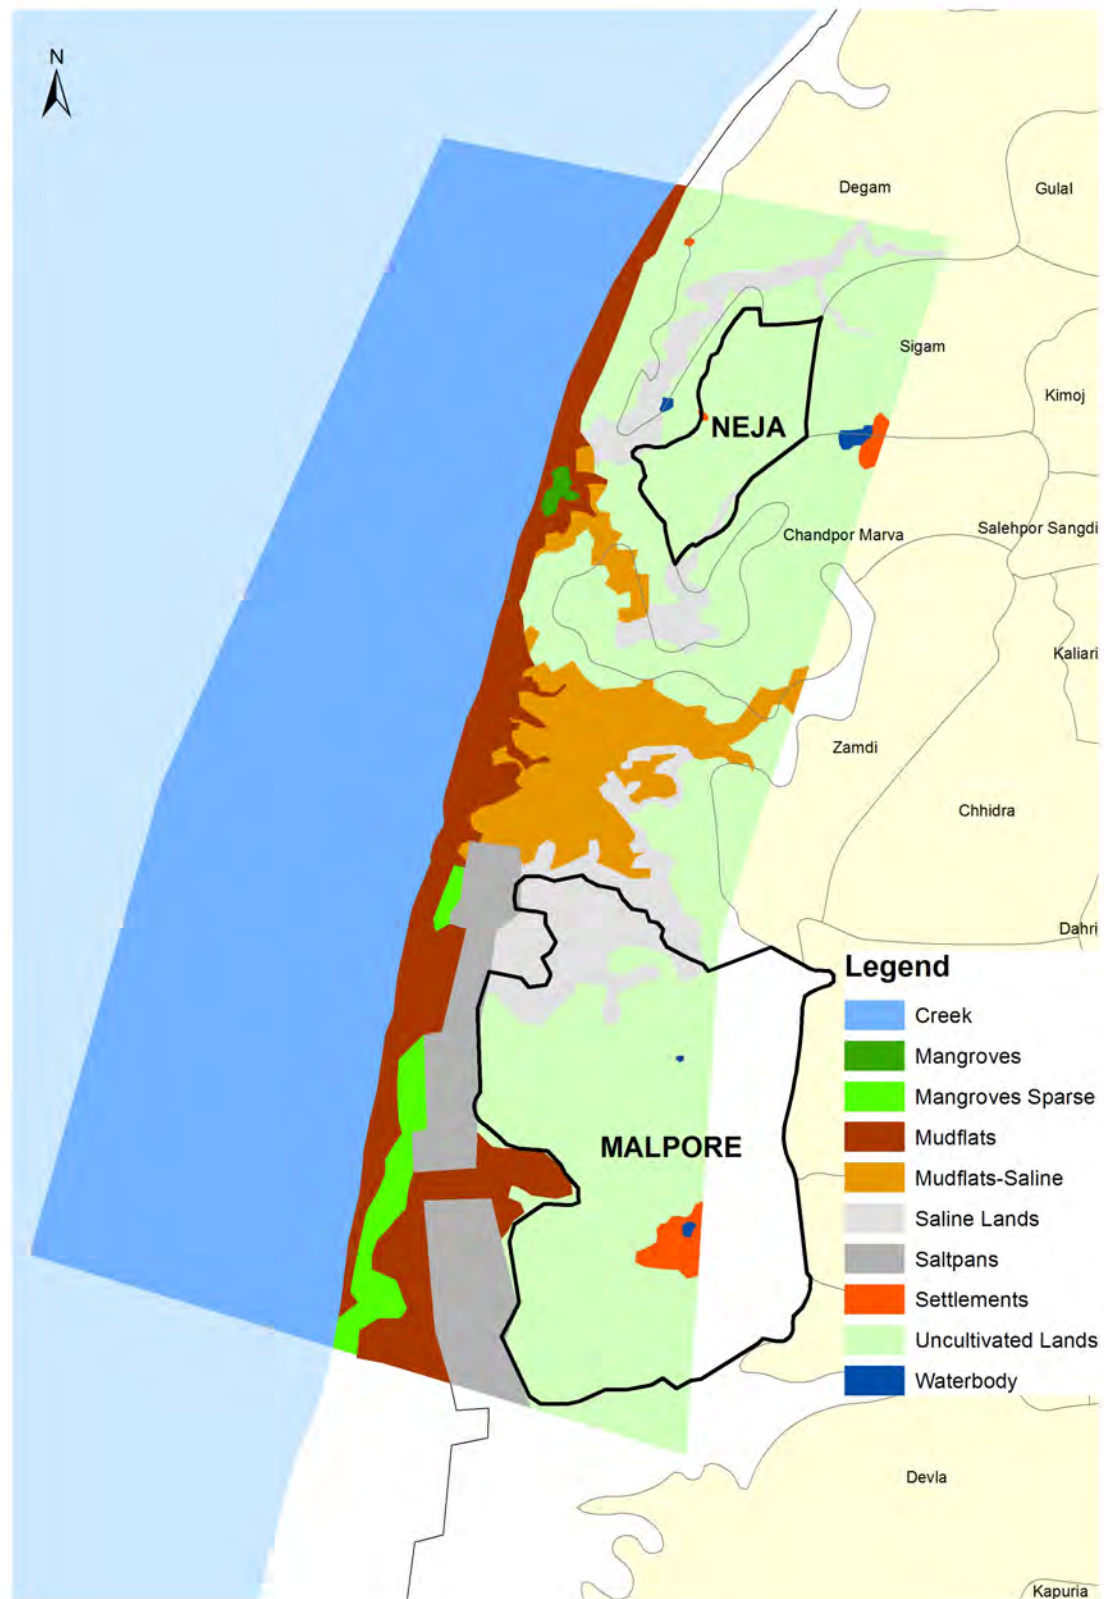 N
Degam
Gulal
Sigam
Kimoj
NEJA
Chandpor Marva
Salehpor Sangdi
Kaliari
Zamdi
Chhidra
Dahri
Legend
Creek
Mangroves
Mangroves Sparse
Mudflats
MALPORE
Mudflats-Saline
Saline Lands
Saltpans
Settlements
Uncultivated Lands
Waterbody
Devla
Kapuria